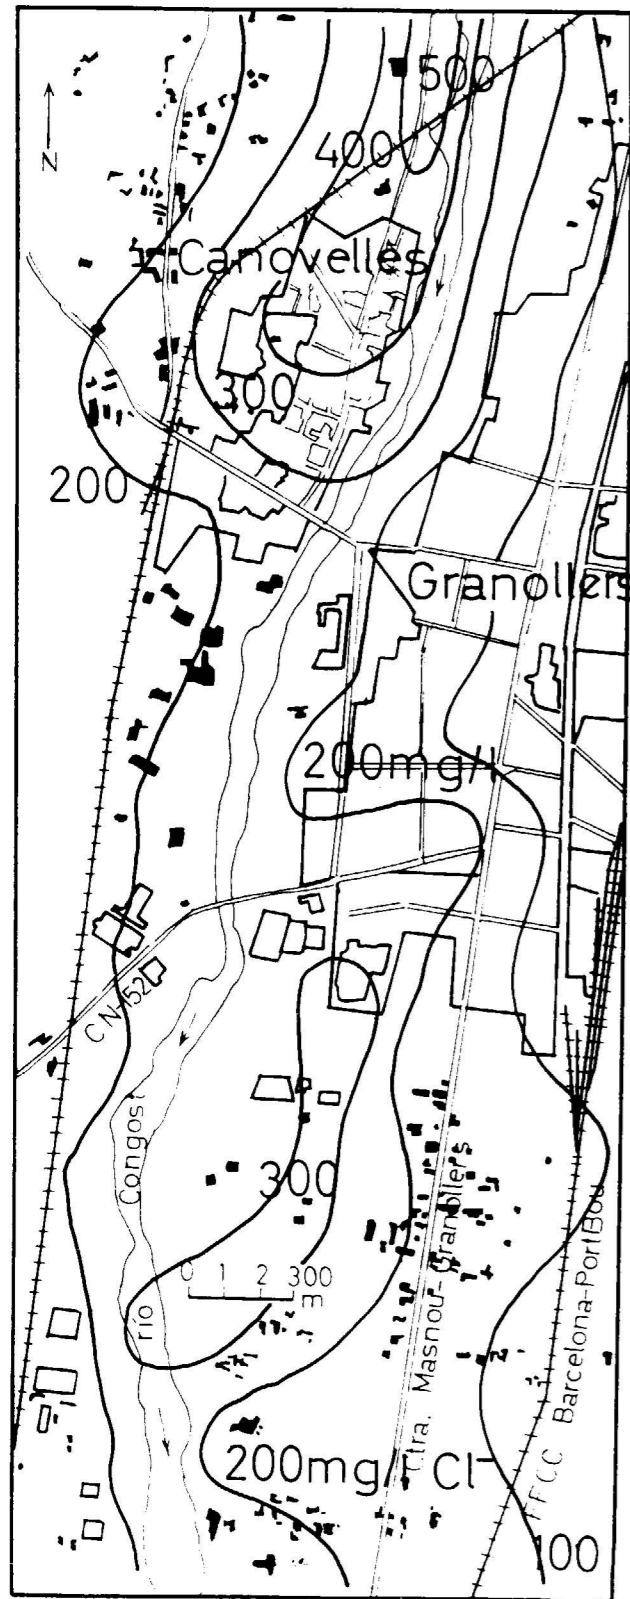 500
400
N
Canovelles
300
200
Granollers
200mg/l
CN-152
Congost
300
0 1 2 300
m
río
Ctra. Masnou-Granollers
FFCC Barcelona-PortBou
200mg/l Cl⁻
100